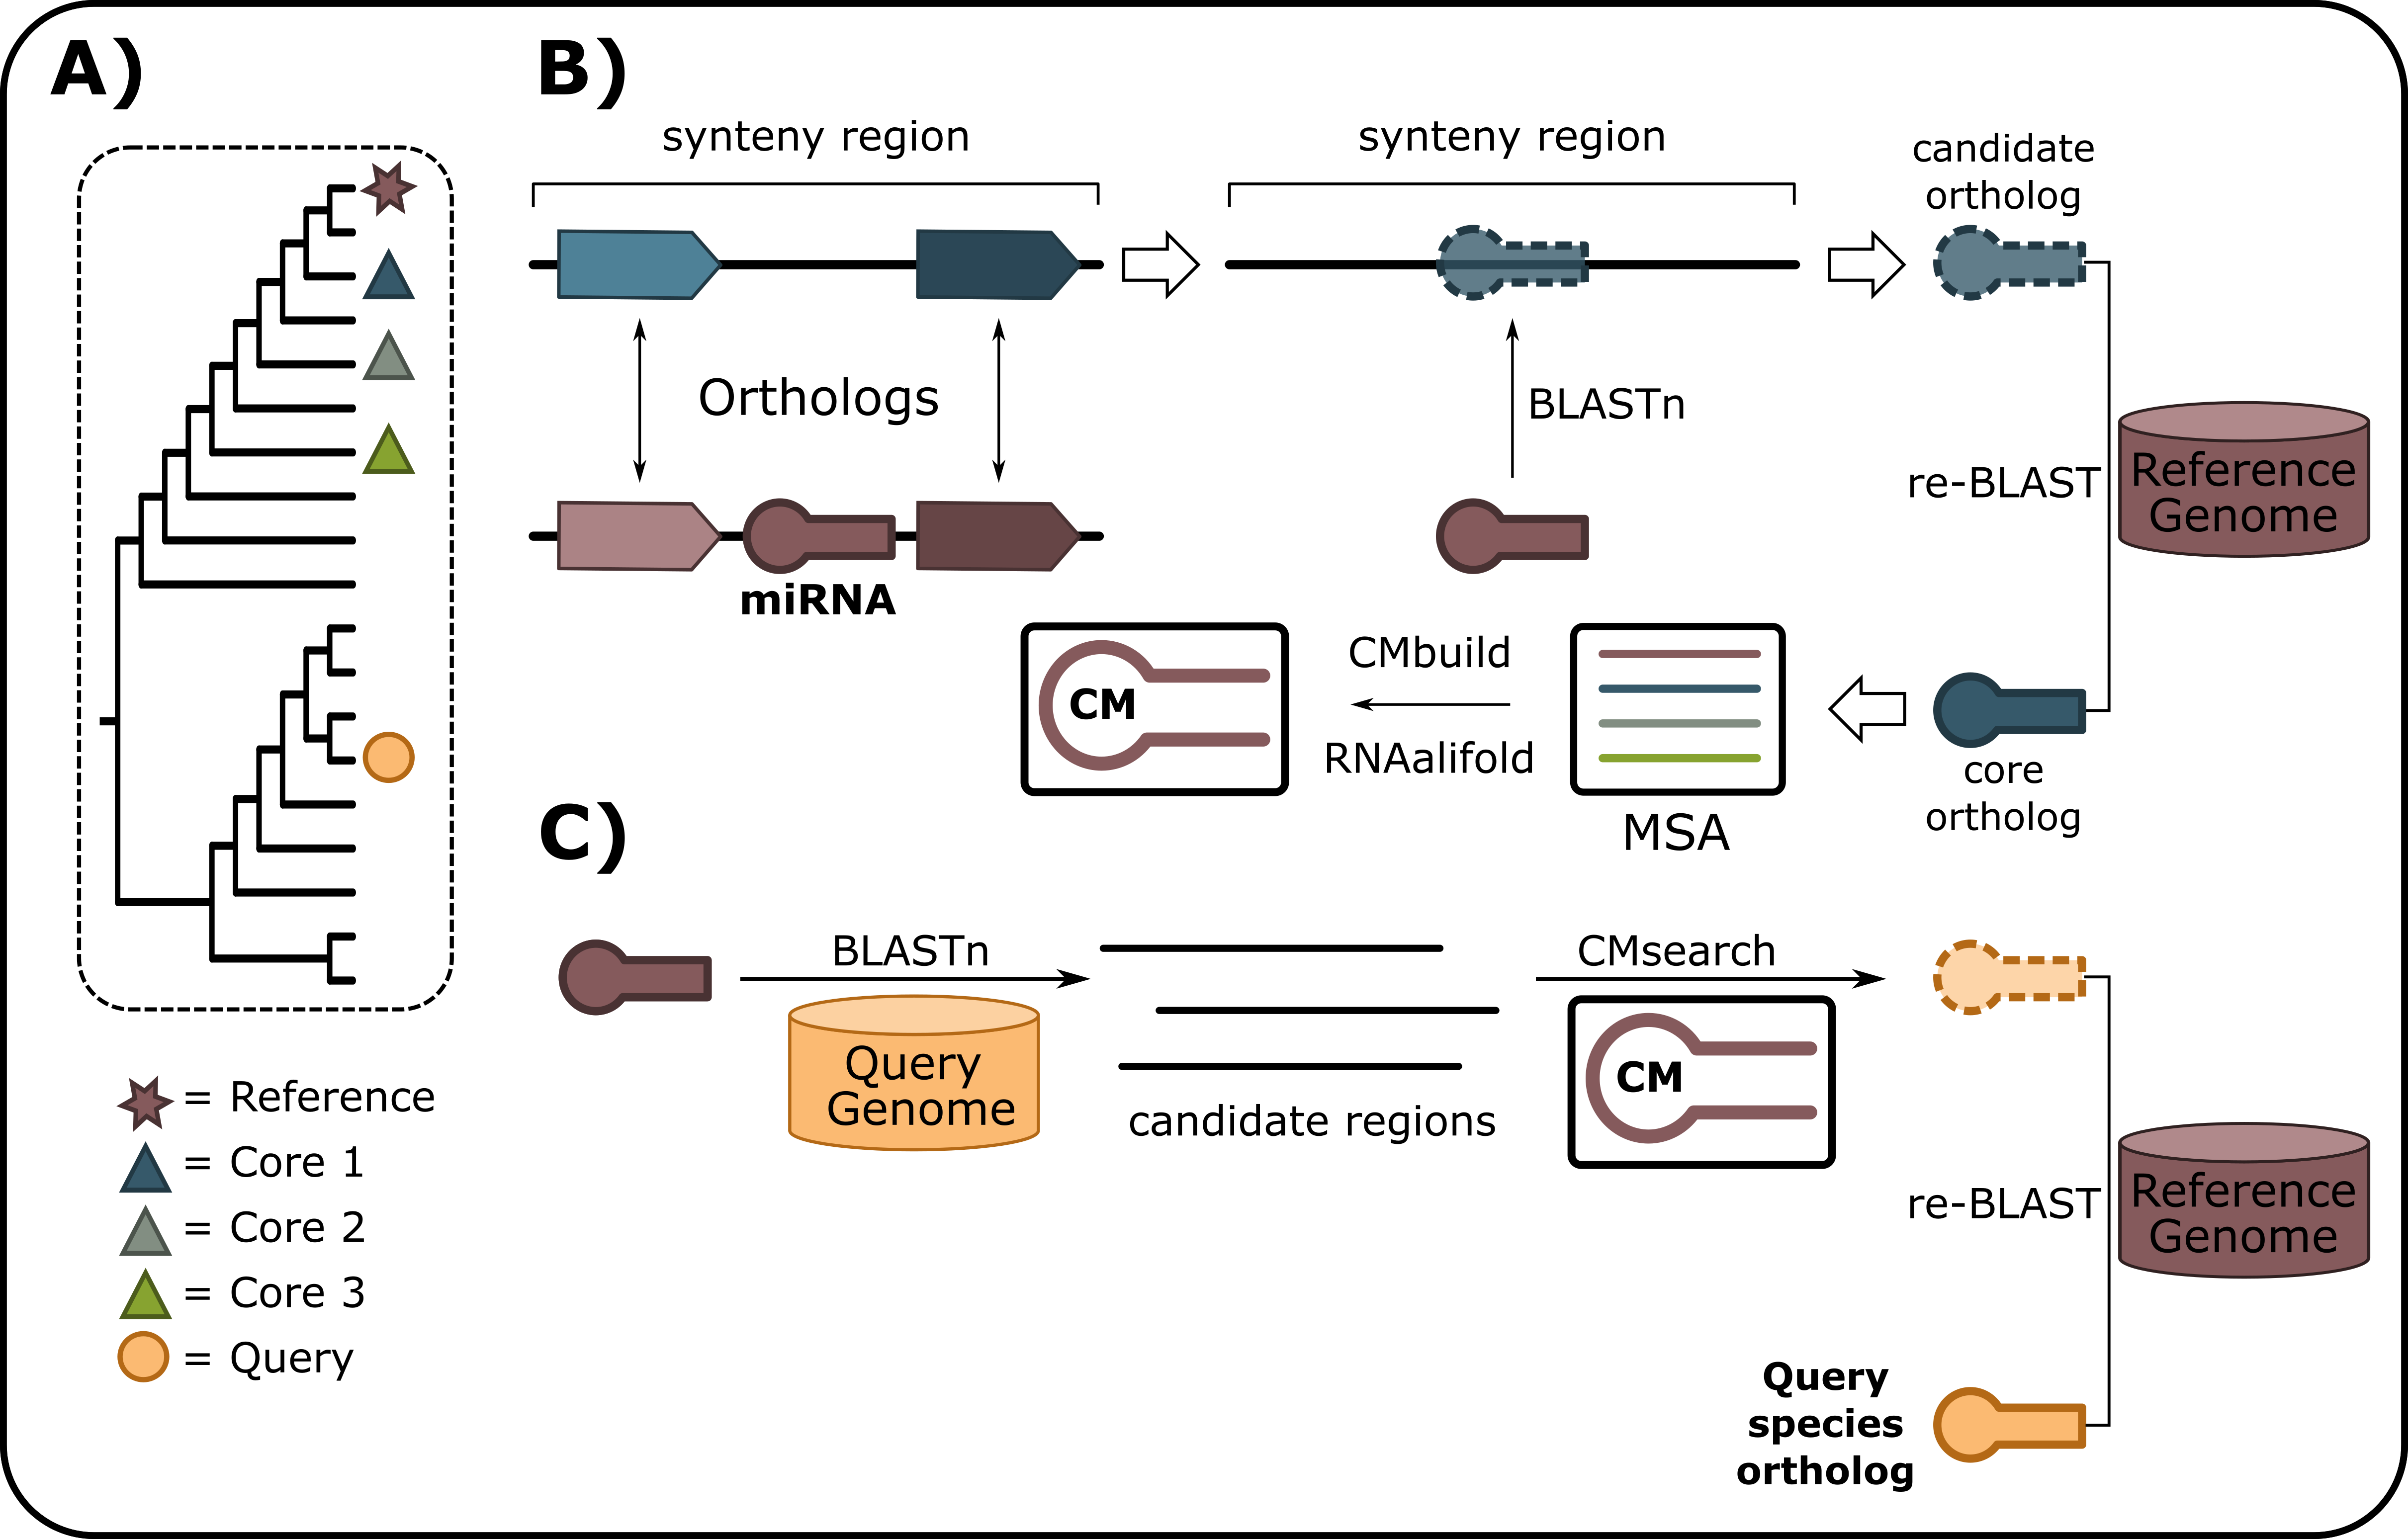 A)
= Reference
= Core 1
= Core 2
= Core 3
= Query
B)
synteny region
synteny region
candidate
ortholog
Orthologs
BLASTn
re-BLAST
Reference
Genome
miRNA
CM
CMbuild
RNAalifold
MSA
core
ortholog
C)
BLASTn
Query
Genome
candidate regions
CMsearch
CM
re-BLAST
Reference
Genome
Query
species
ortholog